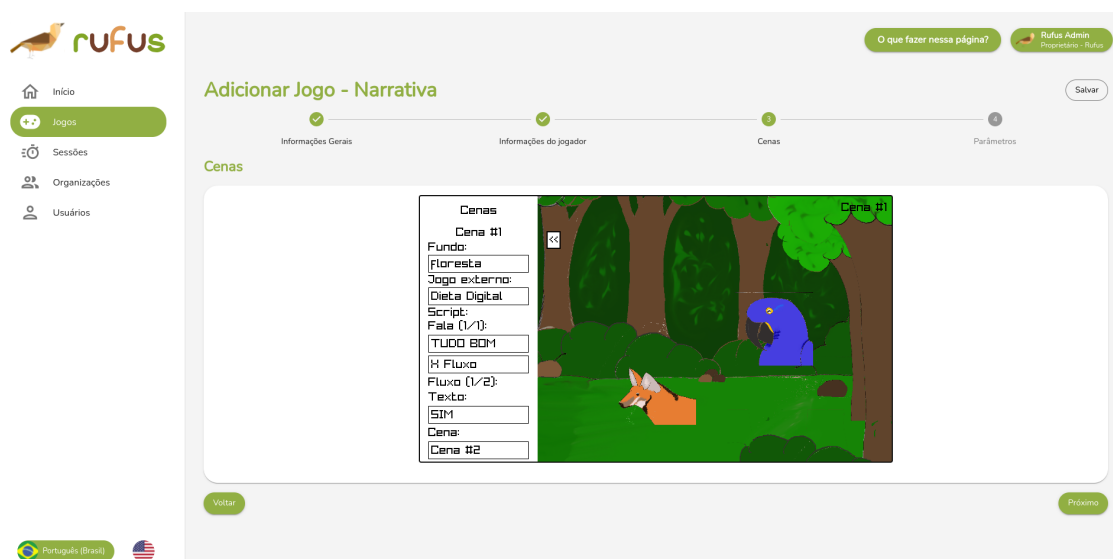 rufus
O que fazer nessa página?
Rufus Admin
Proprietário - Rufus
Início
Jogos
Sessões
Organizações
Usuários
Adicionar Jogo - Narrativa
Salvar
Informações Gerais
Informações do jogador
3
Cenas
4
Parâmetros
Cenas
Cenas
Cena #1
Fundo:
Floresta
Jogo externo:
Dieta Digital
Script:
Fala (1/1):
TUDO BOM
X Fluxo
Fluxo (1/2):
Texto:
SIM
Cena:
Cena #2
<<
Cena #1
Voltar
Próximo
Português (Brasil)